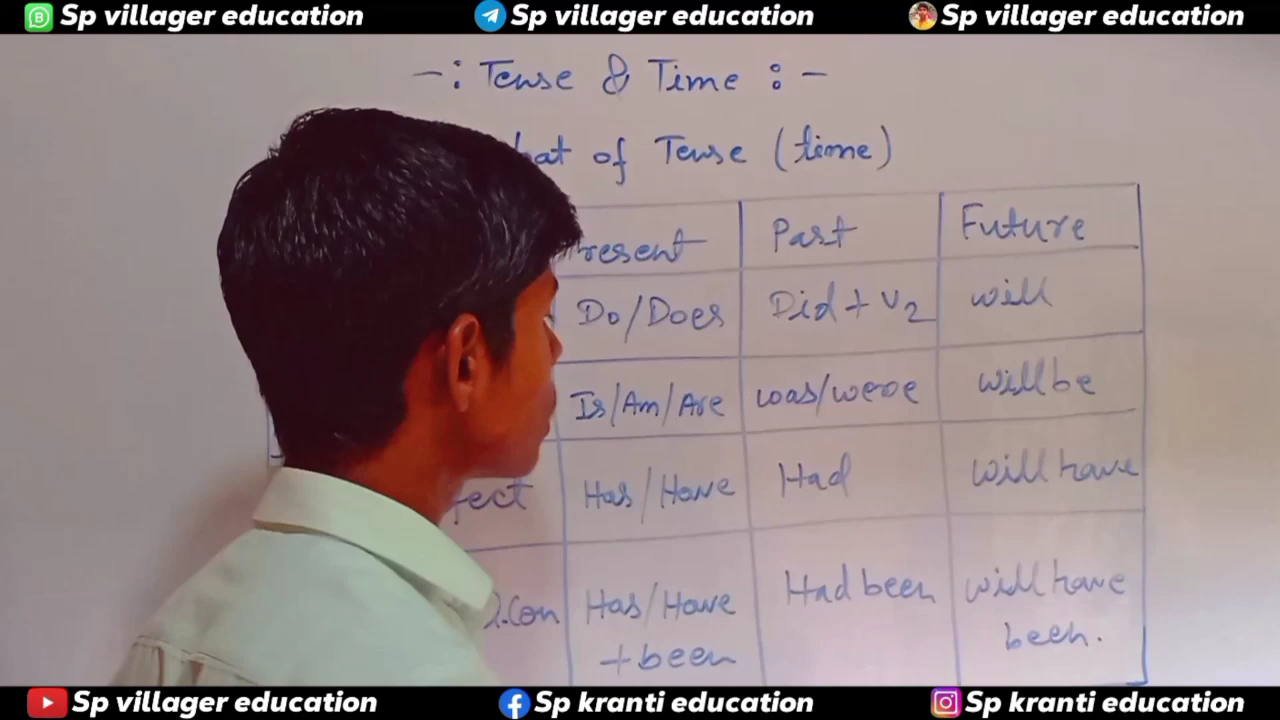 Sp villager education Sp villager education Sp villager education
-: Tense & Time :-
of Tense (time)
resent Past Future
Do/Does Did + V2 will
Is/Am/Are was/were will be
fect Has/Have Had will have
.Con Has/Have Had been will have
+been been.
Sp villager education Sp kranti education Sp kranti education